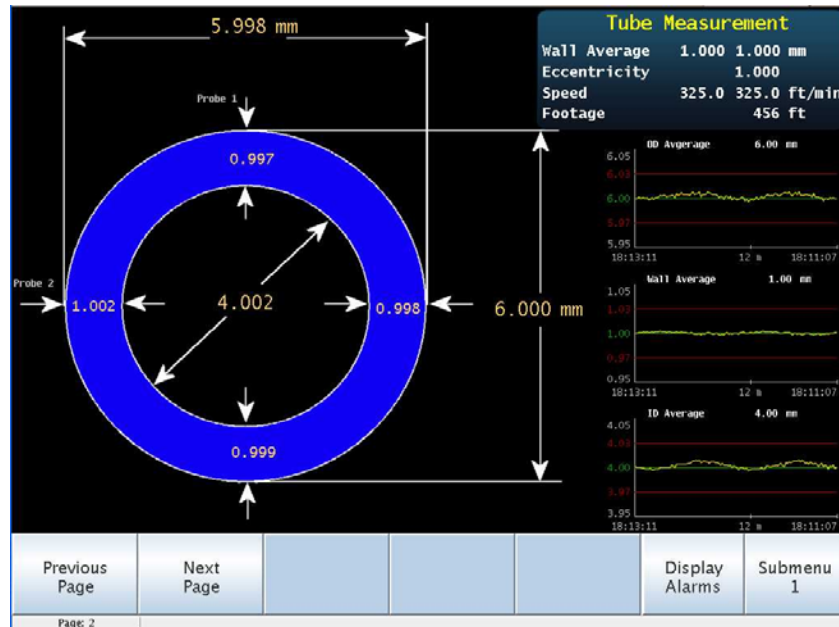 5.998 mm
Probe 1
0.997
Probe 2
1.002
4.002
0.998
6.000 mm
0.999
Tube Measurement
Wall Average 1.000 1.000 mm
Eccentricity 1.000
Speed 325.0 325.0 ft/min
Footage 456 ft
OD Avgerage 6.00 mm
6.05
6.03
6.00
5.97
5.95
18:13:11 12 m 18:11:07
Wall Average 1.00 mm
1.05
1.03
1.00
0.97
0.95
18:13:11 12 m 18:11:07
ID Average 4.00 mm
4.05
4.03
4.00
3.97
3.95
18:13:11 12 m 18:11:07
Previous Page
Next Page
Display Alarms
Submenu 1
Page: 2